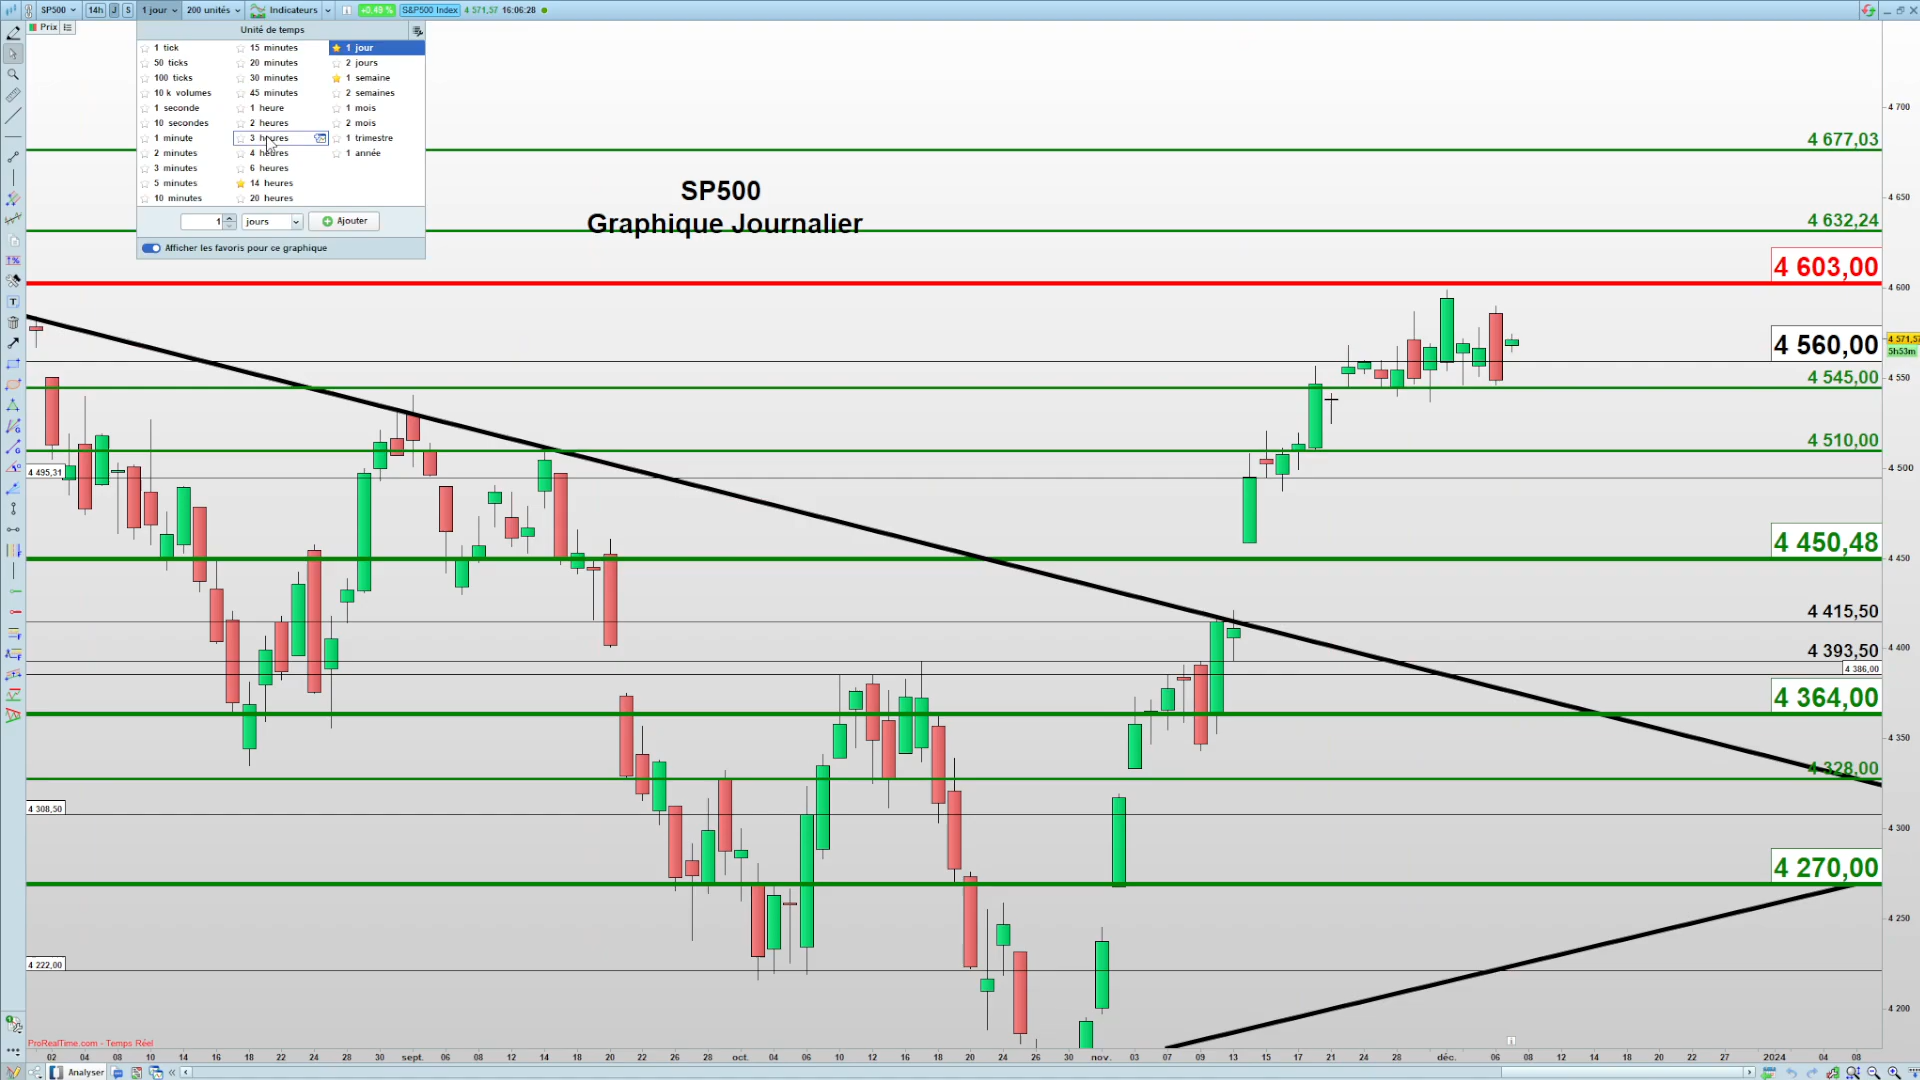 SP500 14h J S 1 jour 200 unités Indicateurs +0,49 % S&P500 Index 4 571,57 16:06:28
Prix
Unité de temps
1 tick 15 minutes 1 jour
50 ticks 20 minutes 2 jours
100 ticks 30 minutes 1 semaine
10 k volumes 45 minutes 2 semaines
1 seconde 1 heure 1 mois
10 secondes 2 heures 2 mois
1 minute 3 heures 1 trimestre
2 minutes 4 heures 1 année
3 minutes 6 heures
5 minutes 14 heures
10 minutes 20 heures
1 jours Ajouter
Afficher les favoris pour ce graphique
SP500
Graphique Journalier
4 700
4 677,03
4 650
4 632,24
4 603,00
4 600
4 560,00
4 571,57
5h53m
4 545,00
4 550
4 510,00
4 495,31
4 500
4 450,48
4 450
4 415,50
4 393,50
4 400
4 386,00
4 364,00
4 350
4 328,00
4 308,50
4 300
4 270,00
4 250
4 222,00
4 200
ProRealTime.com - Temps Réel
02 04 08 10 14 16 18 22 24 28 30 sept. 06 08 12 14 18 20 22 26 28 oct. 04 06 10 12 16 18 20 24 26 30 nov. 03 07 09 13 15 17 21 24 28 déc. 06 08 12 14 18 20 22 27 2024 04 08
Analyser